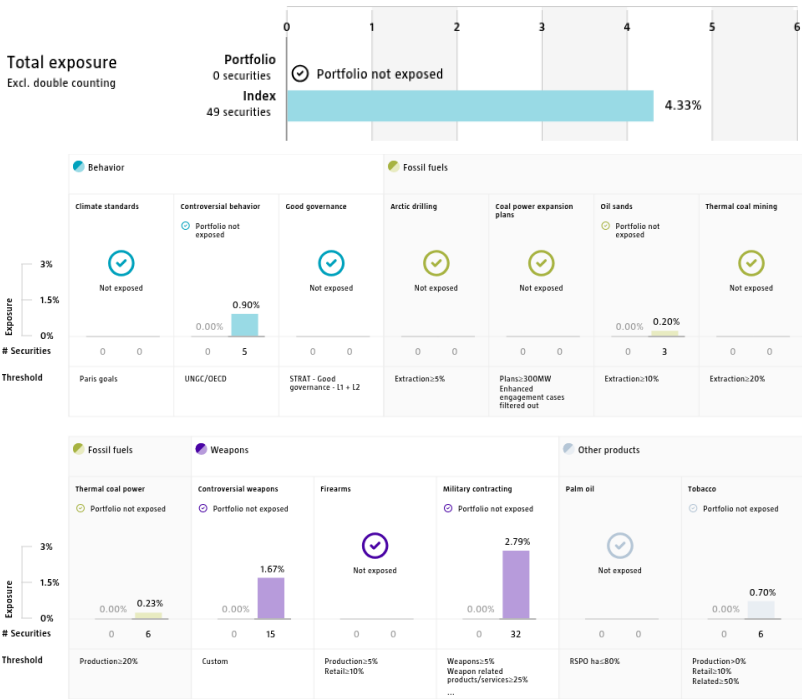 0 1 2 3 4 5 6
Total exposure
Excl. double counting
Portfolio
0 securities
Portfolio not exposed
Index
49 securities
4.33%
Behavior
Fossil fuels
Climate standards
Controversial behavior
Good governance
Arctic drilling
Coal power expansion
plans
Oil sands
Thermal coal mining
Portfolio not
exposed
Portfolio not
exposed
Exposure
3%
1.5%
0%
Not exposed
0.00%
0.90%
Not exposed
Not exposed
Not exposed
0.00%
0.20%
Not exposed
# Securities
0 0
0 5
0 0
0 0
0 0
0 3
0 0
Threshold
Paris goals
UNGC/OECD
STRAT - Good
governance - L1 + L2
Extraction≥5%
Plans≥300MW
Enhanced
engagement cases
filtered out
Extraction≥10%
Extraction≥20%
Fossil fuels
Weapons
Other products
Thermal coal power
Controversial weapons
Firearms
Military contracting
Palm oil
Tobacco
Portfolio not exposed
Portfolio not exposed
Portfolio not exposed
Portfolio not exposed
Exposure
3%
1.5%
0%
0.00%
0.23%
0.00%
1.67%
Not exposed
0.00%
2.79%
Not exposed
0.00%
0.70%
# Securities
0 6
0 15
0 0
0 32
0 0
0 6
Threshold
Production≥20%
Custom
Production≥5%
Retail≥10%
Weapons≥5%
Weapon related
products/services≥25%
...
RSPO ha≤80%
Production>0%
Retail≥10%
Related≥50%